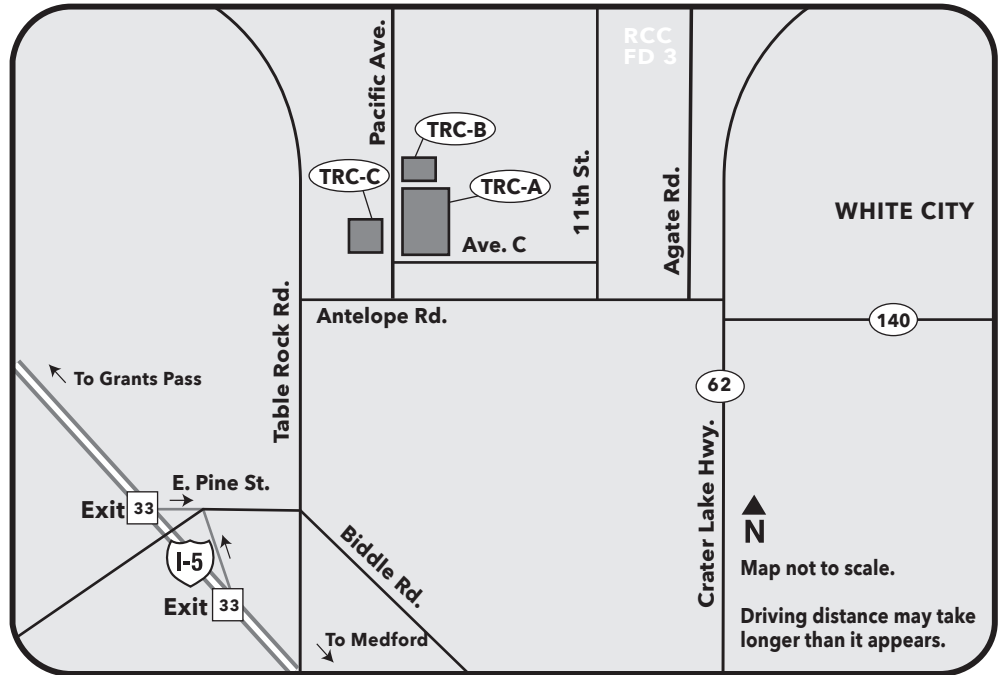 RCC
FD 3
Pacific Ave.
TRC-B
TRC-C
TRC-A
11th St.
Agate Rd.
WHITE CITY
Ave. C
Table Rock Rd.
Antelope Rd.
140
To Grants Pass
62
Crater Lake Hwy.
E. Pine St.
Exit 33
I-5
Biddle Rd.
N
Map not to scale.
Exit 33
Driving distance may take
longer than it appears.
To Medford